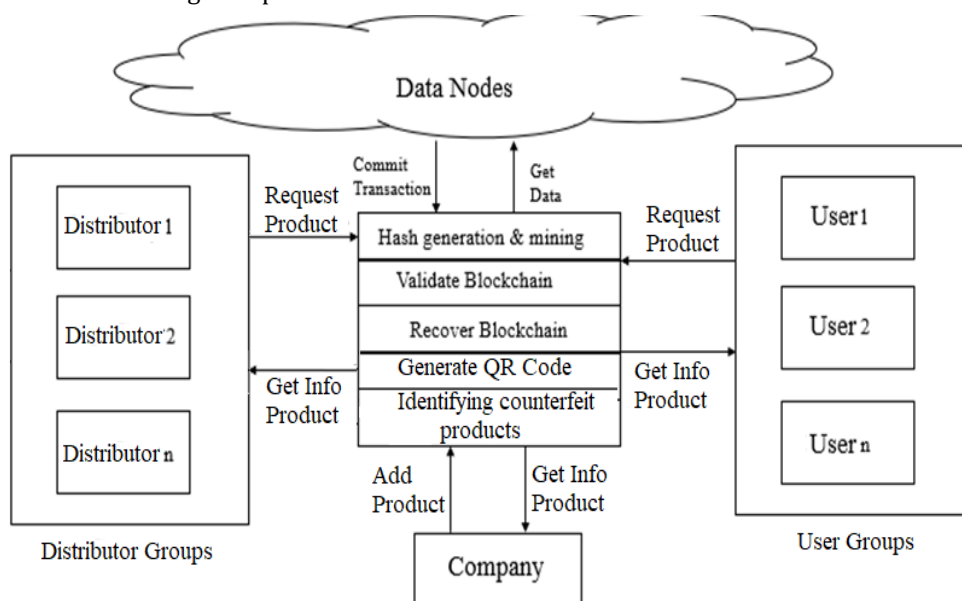 Data Nodes
Commit
Transaction
Get
Data
Request
Product
Distributor 1
Distributor 2
Distributor n
Get Info
Product
Distributor Groups
Hash generation & mining
Validate Blockchain
Recover Blockchain
Generate QR Code
Identifying counterfeit
products
Add
Product
Get Info
Product
Company
Request
Product
User 1
User 2
User n
Get Info
Product
User Groups